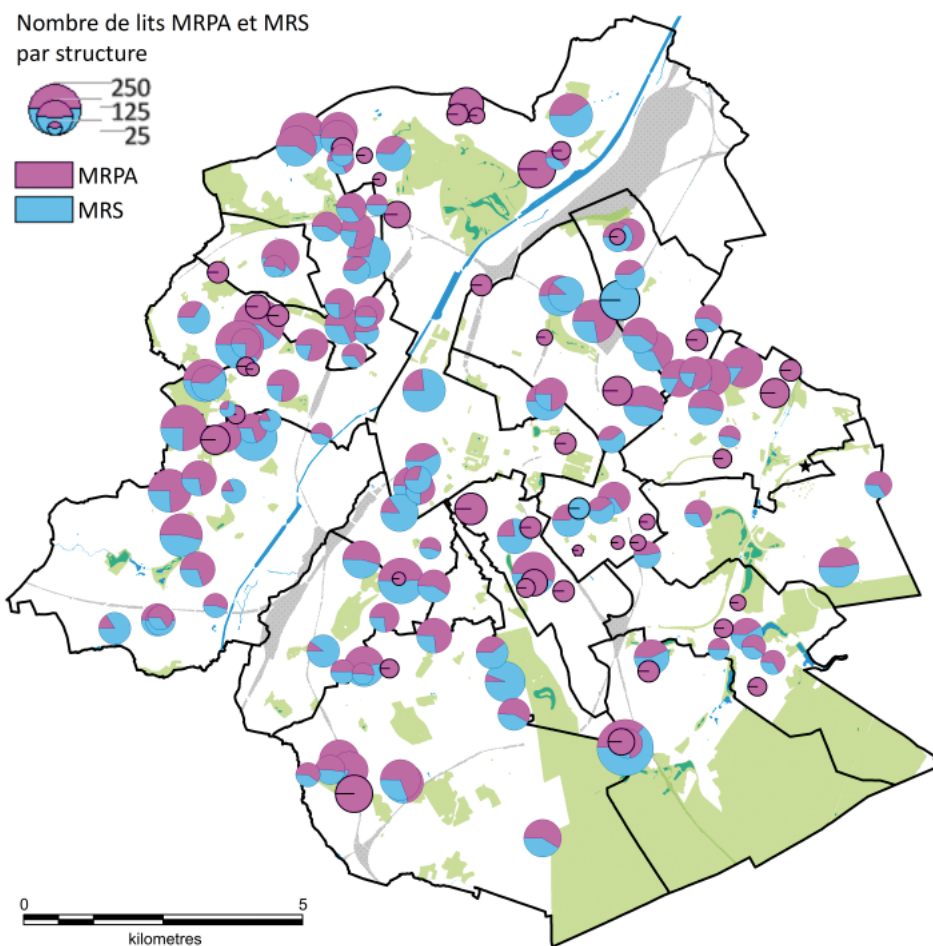 Nombre de lits MRPA et MRS
par structure
250
125
25
MRPA
MRS
0 5
kilometres